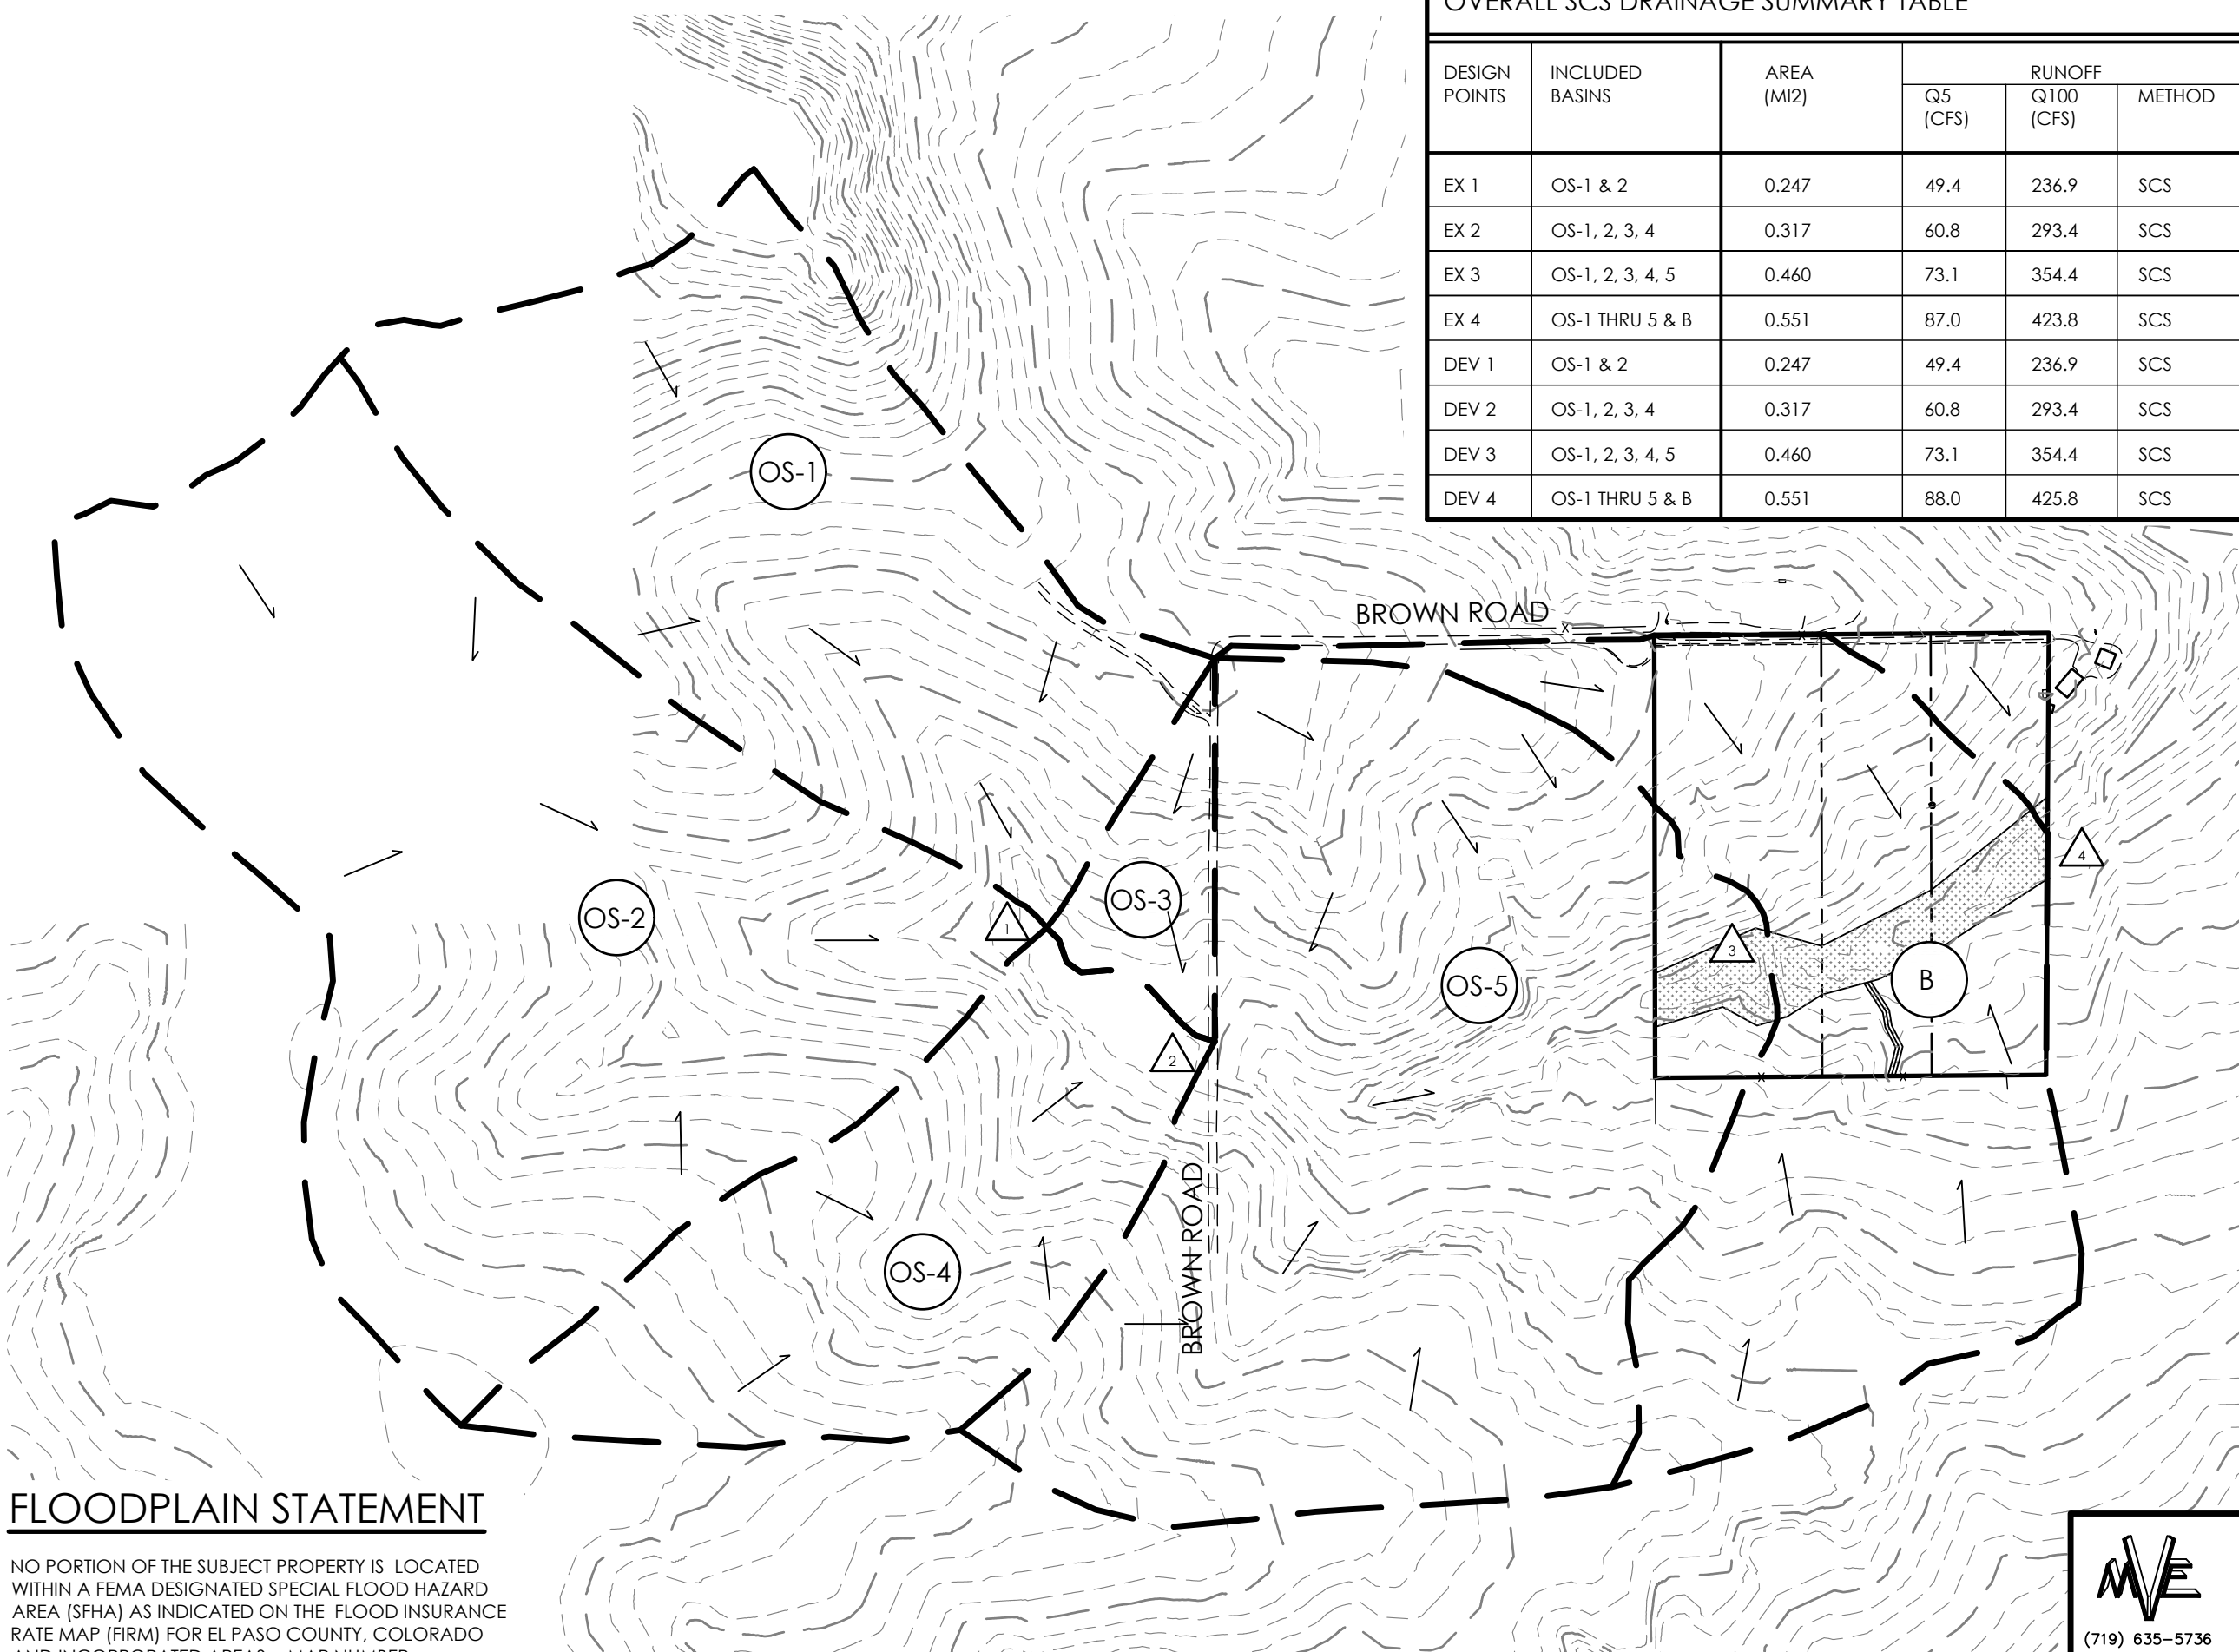 OVERALL SCS DRAINAGE SUMMARY TABLE
DESIGN POINTS INCLUDED BASINS AREA (MI2) RUNOFF
Q5 (CFS) Q100 (CFS) METHOD
EX 1 OS-1 & 2 0.247 49.4 236.9 SCS
EX 2 OS-1, 2, 3, 4 0.317 60.8 293.4 SCS
EX 3 OS-1, 2, 3, 4, 5 0.460 73.1 354.4 SCS
EX 4 OS-1 THRU 5 & B 0.551 87.0 423.8 SCS
DEV 1 OS-1 & 2 0.247 49.4 236.9 SCS
DEV 2 OS-1, 2, 3, 4 0.317 60.8 293.4 SCS
DEV 3 OS-1, 2, 3, 4, 5 0.460 73.1 354.4 SCS
DEV 4 OS-1 THRU 5 & B 0.551 88.0 425.8 SCS
OS-1
BROWN ROAD
OS-2
1
OS-3
2
OS-5
3
4
B
OS-4
BROWN ROAD
FLOODPLAIN STATEMENT
NO PORTION OF THE SUBJECT PROPERTY IS LOCATED
WITHIN A FEMA DESIGNATED SPECIAL FLOOD HAZARD
AREA (SFHA) AS INDICATED ON THE FLOOD INSURANCE
RATE MAP (FIRM) FOR EL PASO COUNTY, COLORADO
AND INCORPORATED AREAS - MAP NUMBER
MVE
(719) 635-5736